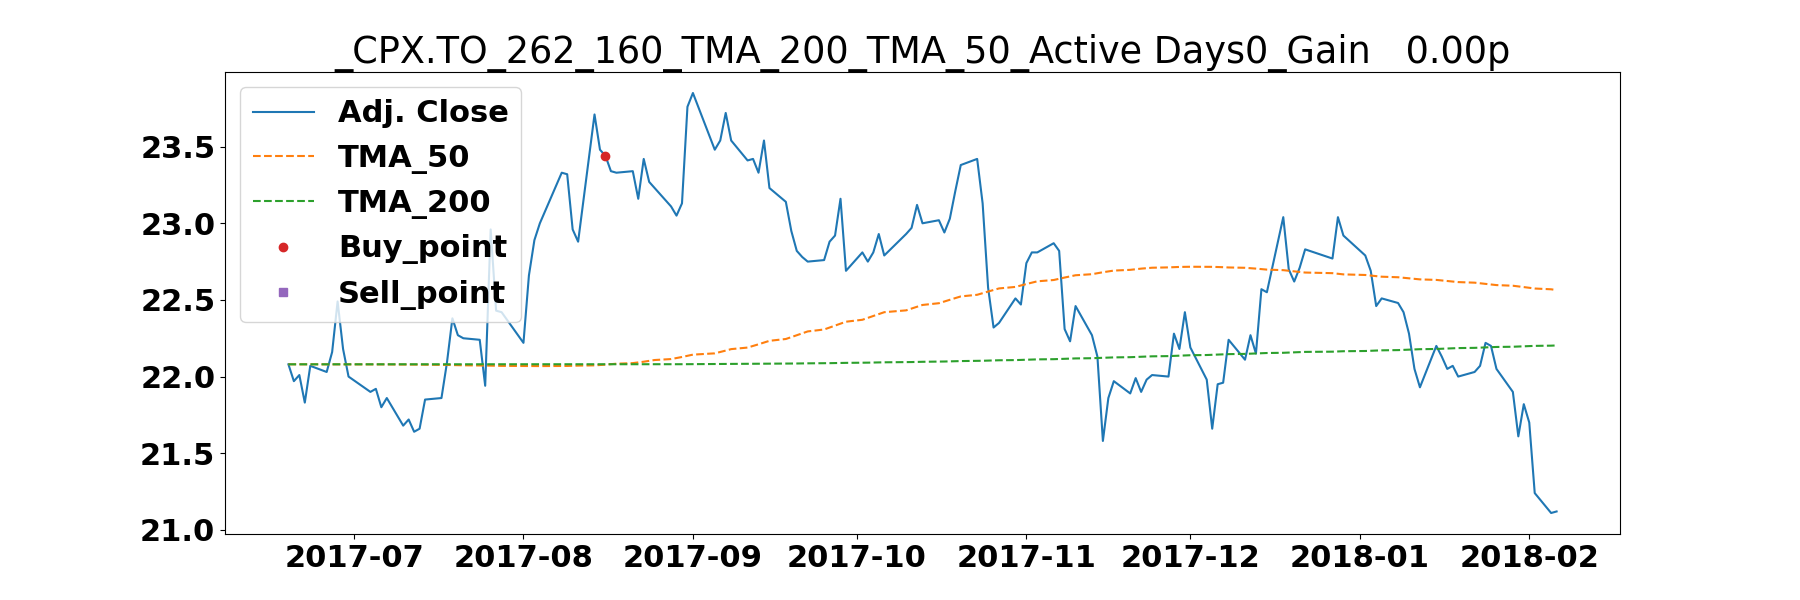 _CPX.TO_262_160_TMA_200_TMA_50_Active Days0_Gain   0.00p
Adj. Close
TMA_50
TMA_200
Buy_point
Sell_point
23.5
23.0
22.5
22.0
21.5
21.0
2017-07 2017-08 2017-09 2017-10 2017-11 2017-12 2018-01 2018-02